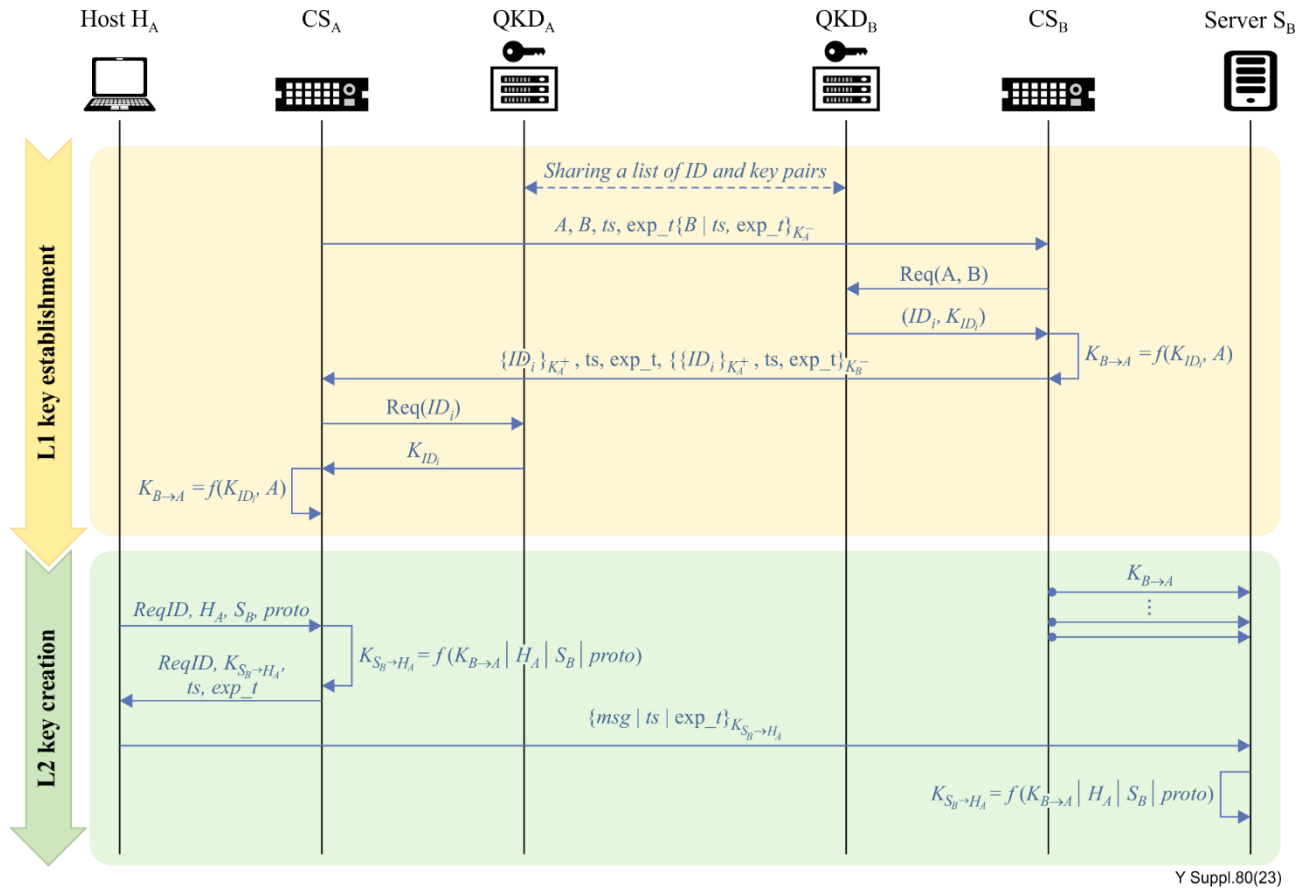 Host H_A CS_A QKD_A QKD_B CS_B Server S_B
L1 key establishment
Sharing a list of ID and key pairs
A, B, ts, exp_t{B | ts, exp_t}_{K_A^-}
Req(A, B)
(ID_i, K_{ID_i})
K_{B→A} = f(K_{ID_i}, A)
{ID_i}_{K_A^+}, ts, exp_t, {{ID_i}_{K_A^+}, ts, exp_t}_{K_B^-}
Req(ID_i)
K_{ID_i}
K_{B→A} = f(K_{ID_i}, A)
L2 key creation
K_{B→A}
⋮
ReqID, H_A, S_B, proto
K_{S_B→H_A} = f(K_{B→A} | H_A | S_B | proto)
ReqID, K_{S_B→H_A},
ts, exp_t
{msg | ts | exp_t}_{K_{S_B→H_A}}
K_{S_B→H_A} = f(K_{B→A} | H_A | S_B | proto)
Y Suppl.80(23)